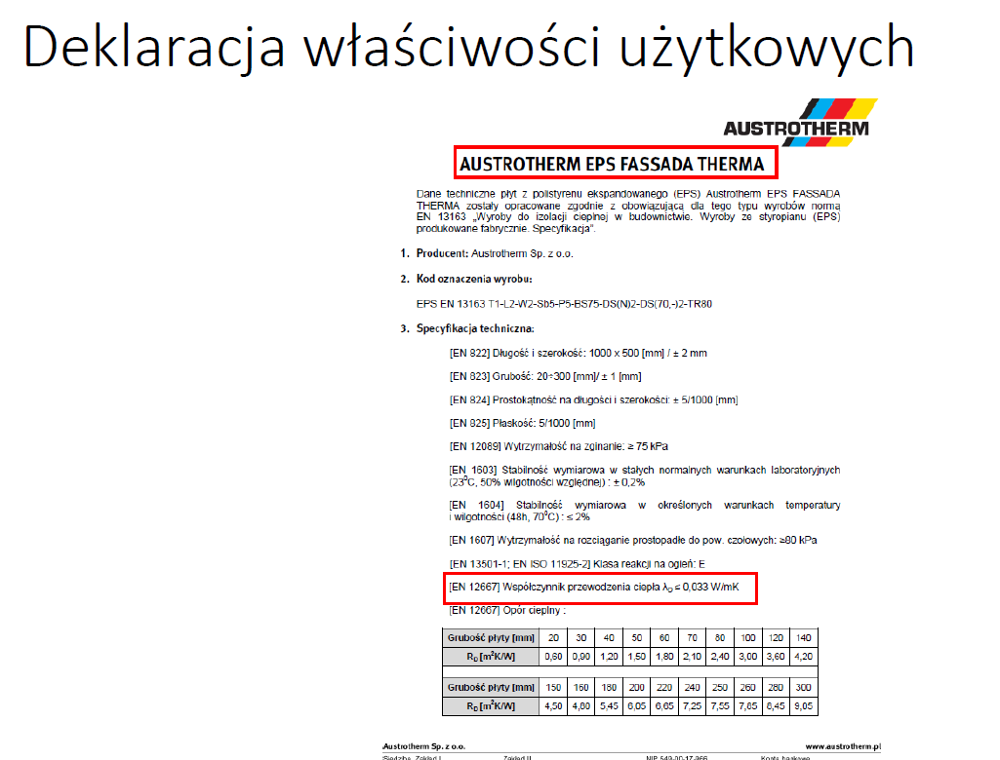 Deklaracja właściwości użytkowych
AUSTROTHERM
AUSTROTHERM EPS FASSADA THERMA
Dane techniczne płyt z polistyrenu ekspandowanego (EPS) Austrotherm EPS FASSADA
THERMA zostały opracowane zgodnie z obowiązującą dla tego typu wyrobów normą
EN 13163 „Wyroby do izolacji cieplnej w budownictwie. Wyroby ze styropianu (EPS)
produkowane fabrycznie. Specyfikacja”.
1. Producent: Austrotherm Sp. z o.o.
2. Kod oznaczenia wyrobu:
EPS EN 13163 T1-L2-W2-Sb5-P5-BS75-DS(N)2-DS(70,-)2-TR80
3. Specyfikacja techniczna:
[EN 822] Długość i szerokość: 1000 x 500 [mm] / ± 2 mm
[EN 823] Grubość: 20÷300 [mm]/ ± 1 [mm]
[EN 824] Prostokątność na długości i szerokości: ± 5/1000 [mm]
[EN 825] Płaskość: 5/1000 [mm]
[EN 12089] Wytrzymałość na zginanie: ≥ 75 kPa
[EN 1603] Stabilność wymiarowa w stałych normalnych warunkach laboratoryjnych
(23⁰C, 50% wilgotności względnej) : ± 0,2%
[EN 1604] Stabilność wymiarowa w określonych warunkach temperatury
i wilgotności (48h, 70⁰C) : ≤ 2%
[EN 1607] Wytrzymałość na rozciąganie prostopadłe do pow. czołowych: ≥80 kPa
[EN 13501-1; EN ISO 11925-2] Klasa reakcji na ogień: E
[EN 12667] Współczynnik przewodzenia ciepła λD ≤ 0,033 W/mK
[EN 12667] Opór cieplny :
Grubość płyty [mm] 20 30 40 50 60 70 80 100 120 140
RD [m²K/W] 0,60 0,90 1,20 1,50 1,80 2,10 2,40 3,00 3,60 4,20
Grubość płyty [mm] 150 160 180 200 220 240 250 260 280 300
RD [m²K/W] 4,50 4,80 5,45 6,05 6,65 7,25 7,55 7,85 8,45 9,05
Austrotherm Sp. z o.o. www.austrotherm.pl
Siedziba, Zakład I Zakład II NIP 549-00-17-966 Konto bankowe